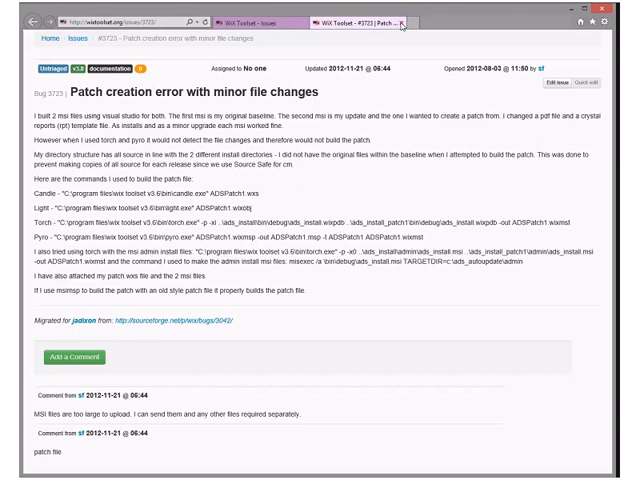 http://wixtoolset.org/issues/3723/
WiX Toolset - Issues
WiX Toolset - #3723 | Patch ...
Home Issues #3723 - Patch creation error with minor file changes
Untriaged v3.8 documentation
Assigned to No one Updated 2012-11-21 @ 06:44 Opened 2012-08-03 @ 11:50 by sf
Edit issue Quick edit
Bug 3723 | Patch creation error with minor file changes
I built 2 msi files using visual studio for both. The first msi is my original baseline. The second msi is my update and the one I wanted to create a patch from. I changed a pdf file and a crystal
reports (rpt) template file. As installs and as a minor upgrade each msi worked fine.
However when I used torch and pyro it would not detect the file changes and therefore would not build the patch.
My directory structure has all source in line with the 2 different install directories - I did not have the original files within the baseline when I attempted to build the patch. This was done to
prevent making copies of all source for each release since we use Source Safe for cm.
Here are the commands I used to build the patch file:
Candle - "C:\program files\wix toolset v3.6\bin\candle.exe" ADSPatch1.wxs
Light - "C:\program files\wix toolset v3.6\bin\light.exe" ADSPatch1.wixobj
Torch - "C:\program files\wix toolset v3.6\bin\torch.exe" -p -xi ..\ads_install\bin\debug\ads_install.wixpdb ..\ads_install_patch1\bin\debug\ads_install.wixpdb -out ADSPatch1.wixmst
Pyro - "C:\program files\wix toolset v3.6\bin\pyro.exe" ADSPatch1.wixmsp -out ADSPatch1.msp -t ADSPatch1 ADSPatch1.wixmst
I also tried using torch with the msi admin install files: "C:\program files\wix toolset v3.6\bin\torch.exe" -p -x0 ..\ads_install\admin\ads_install.msi ..\ads_install_patch1\admin\ads_install.msi
-out ADSPatch1.wixmst and the command I used to make the admin install msi files: misexec /a \bin\debug\ads_install.msi TARGETDIR=c:\ads_autoupdate\admin
I have also attached my patch.wxs file and the 2 msi files.
If I use msimsp to build the patch with an old style patch file it properly builds the patch file.
Migrated for jadixon from: http://sourceforge.net/p/wix/bugs/3042/
Add a Comment
Comment from sf 2012-11-21 @ 06:44
MSI files are too large to upload. I can send them and any other files required separately.
Comment from sf 2012-11-21 @ 06:44
patch file